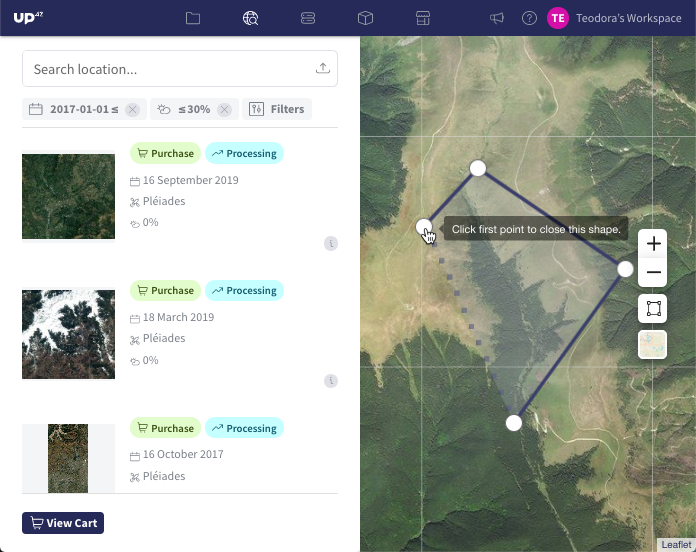 UP42
TE Teodora's Workspace
Search location...
2017-01-01 ≤
≤ 30%
Filters
Purchase Processing
16 September 2019
Pléiades
0%
i
Purchase Processing
18 March 2019
Pléiades
0%
i
Purchase Processing
16 October 2017
Pléiades
View Cart
Click first point to close this shape.
+
−
Leaflet